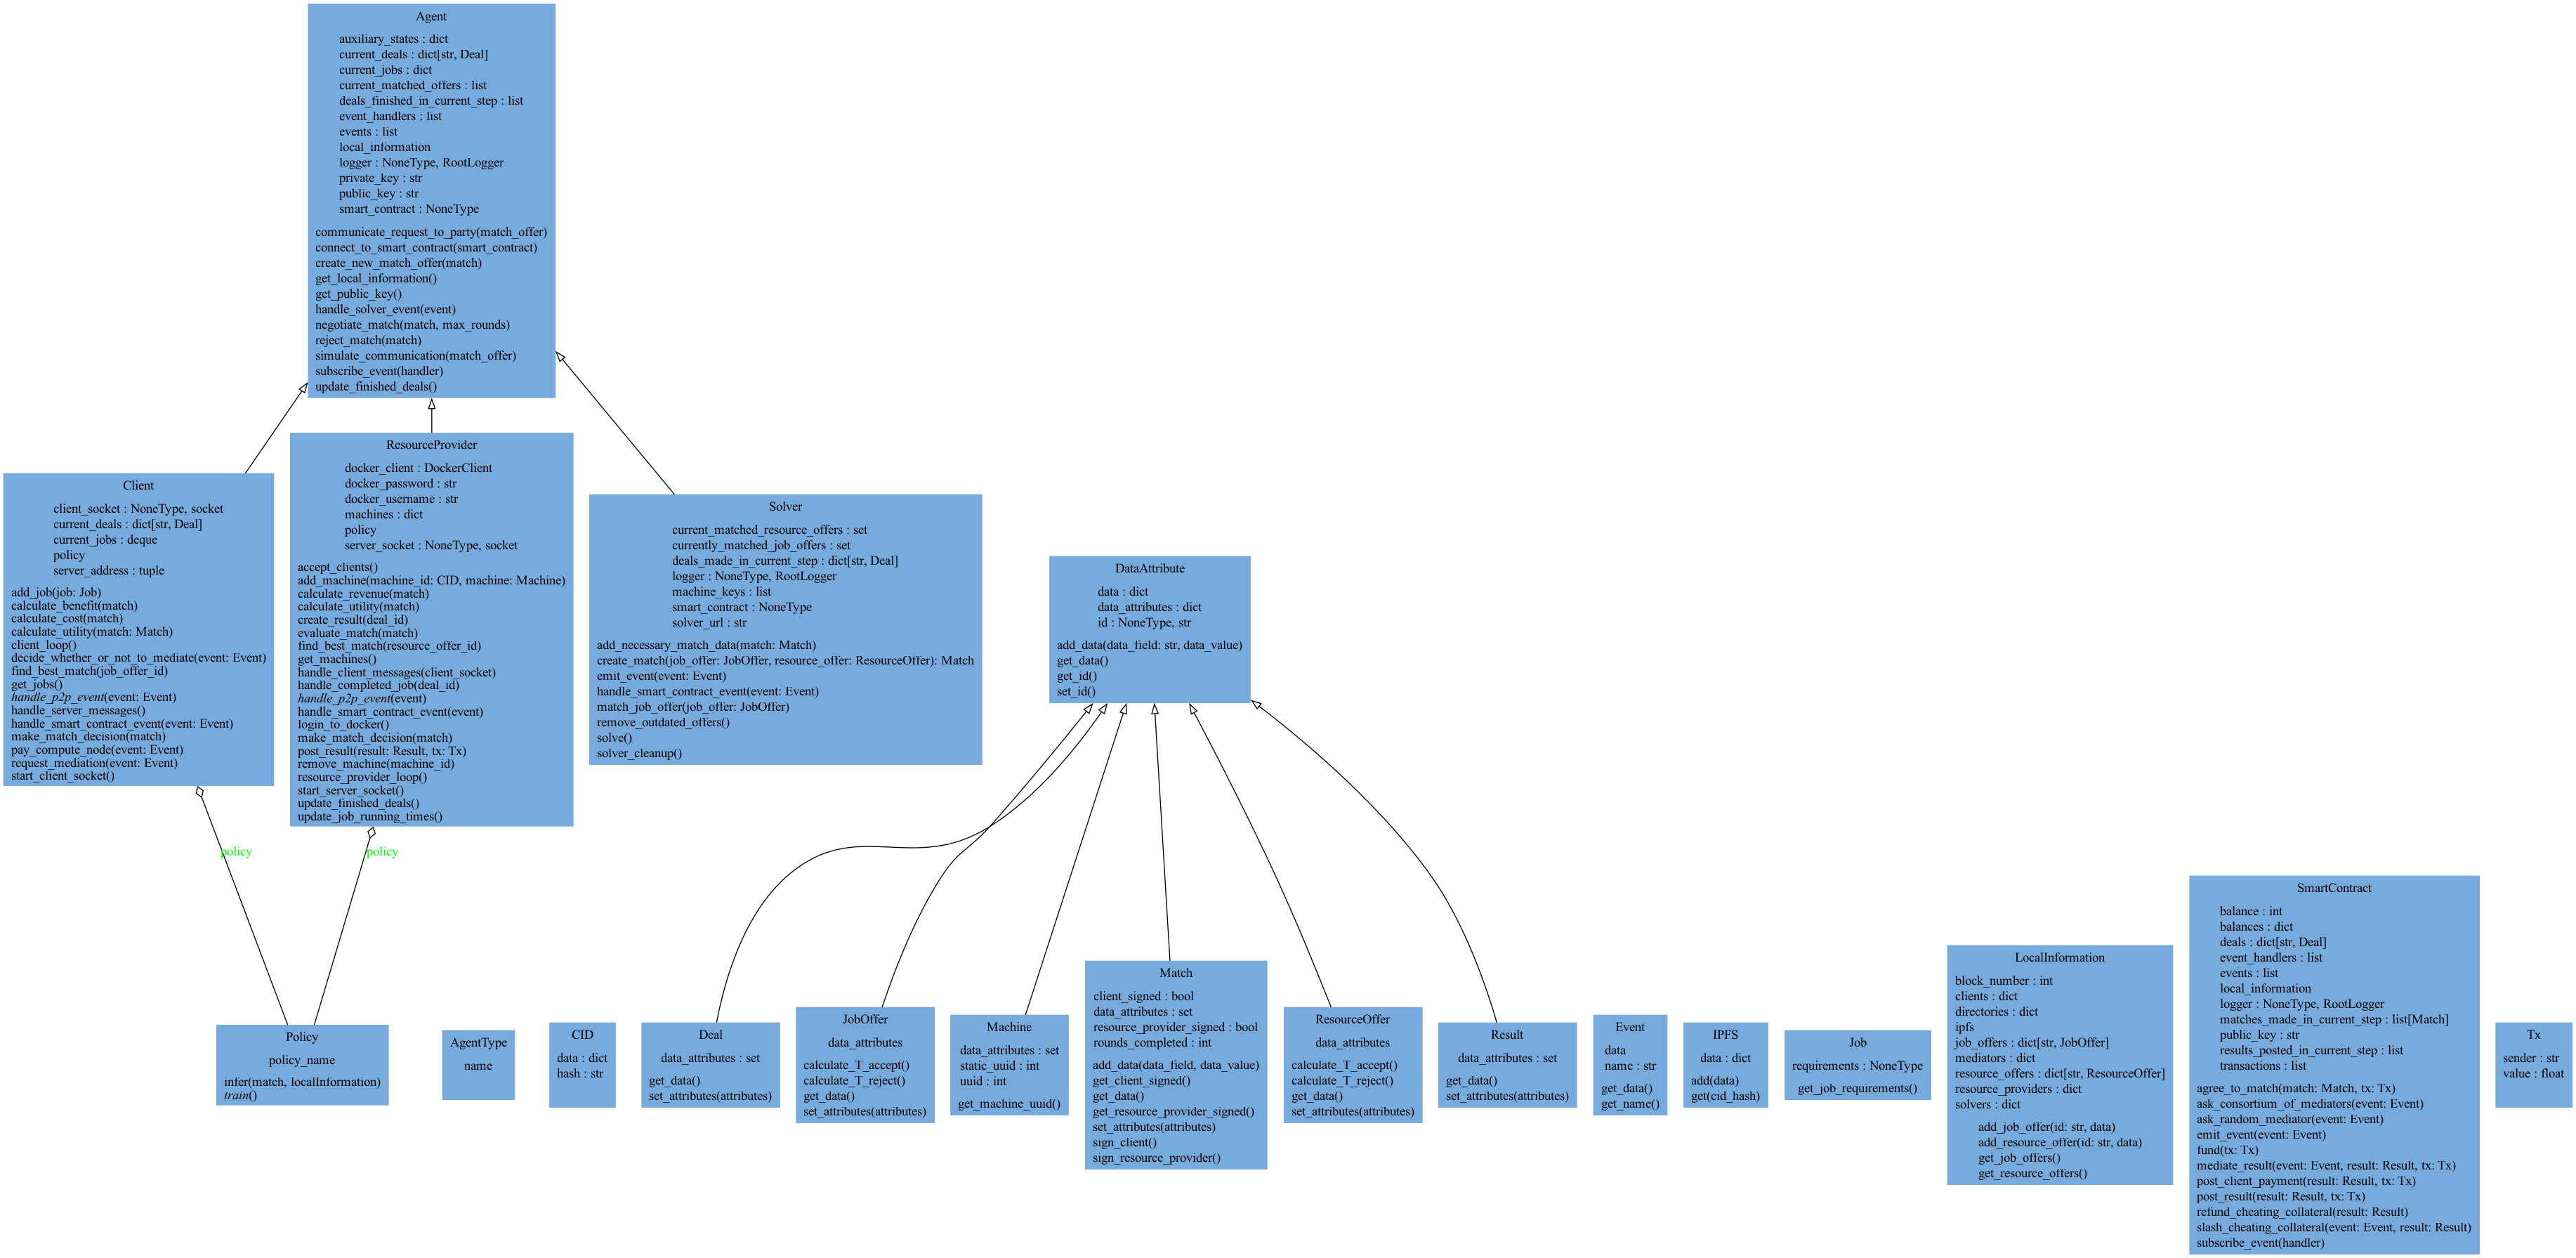 Agent
auxiliary_states : dict
current_deals : dict[str, Deal]
current_jobs : dict
current_matched_offers : list
deals_finished_in_current_step : list
event_handlers : list
events : list
local_information
logger : NoneType, RootLogger
private_key : str
public_key : str
smart_contract : NoneType
communicate_request_to_party(match_offer)
connect_to_smart_contract(smart_contract)
create_new_match_offer(match)
get_local_information()
get_public_key()
handle_solver_event(event)
negotiate_match(match, max_rounds)
reject_match(match)
simulate_communication(match_offer)
subscribe_event(handler)
update_finished_deals()
Client
client_socket : NoneType, socket
current_deals : dict[str, Deal]
current_jobs : deque
policy
server_address : tuple
add_job(job: Job)
calculate_benefit(match)
calculate_cost(match)
calculate_utility(match: Match)
client_loop()
decide_whether_or_not_to_mediate(event: Event)
find_best_match(job_offer_id)
get_jobs()
handle_p2p_event(event: Event)
handle_server_messages()
handle_smart_contract_event(event: Event)
make_match_decision(match)
pay_compute_node(event: Event)
request_mediation(event: Event)
start_client_socket()
ResourceProvider
docker_client : DockerClient
docker_password : str
docker_username : str
machines : dict
policy
server_socket : NoneType, socket
accept_clients()
add_machine(machine_id: CID, machine: Machine)
calculate_revenue(match)
calculate_utility(match)
create_result(deal_id)
evaluate_match(match)
find_best_match(resource_offer_id)
get_machines()
handle_client_messages(client_socket)
handle_completed_job(deal_id)
handle_p2p_event(event)
handle_smart_contract_event(event)
login_to_docker()
make_match_decision(match)
post_result(result: Result, tx: Tx)
remove_machine(machine_id)
resource_provider_loop()
start_server_socket()
update_finished_deals()
update_job_running_times()
Solver
current_matched_resource_offers : set
currently_matched_job_offers : set
deals_made_in_current_step : dict[str, Deal]
logger : NoneType, RootLogger
machine_keys : list
smart_contract : NoneType
solver_url : str
add_necessary_match_data(match: Match)
create_match(job_offer: JobOffer, resource_offer: ResourceOffer): Match
emit_event(event: Event)
handle_smart_contract_event(event: Event)
match_job_offer(job_offer: JobOffer)
remove_outdated_offers()
solve()
solver_cleanup()
DataAttribute
data : dict
data_attributes : dict
id : NoneType, str
add_data(data_field: str, data_value)
get_data()
get_id()
set_id()
policy
policy
Policy
policy_name
infer(match, localInformation)
train()
AgentType
name
CID
data : dict
hash : str
Deal
data_attributes : set
get_data()
set_attributes(attributes)
JobOffer
data_attributes
calculate_T_accept()
calculate_T_reject()
get_data()
set_attributes(attributes)
Machine
data_attributes : set
static_uuid : int
uuid : int
get_machine_uuid()
Match
client_signed : bool
data_attributes : set
resource_provider_signed : bool
rounds_completed : int
add_data(data_field, data_value)
get_client_signed()
get_data()
get_resource_provider_signed()
set_attributes(attributes)
sign_client()
sign_resource_provider()
ResourceOffer
data_attributes
calculate_T_accept()
calculate_T_reject()
get_data()
set_attributes(attributes)
Result
data_attributes : set
get_data()
set_attributes(attributes)
Event
data
name : str
get_data()
get_name()
IPFS
data : dict
add(data)
get(cid_hash)
Job
requirements : NoneType
get_job_requirements()
LocalInformation
block_number : int
clients : dict
directories : dict
ipfs
job_offers : dict[str, JobOffer]
mediators : dict
resource_offers : dict[str, ResourceOffer]
resource_providers : dict
solvers : dict
add_job_offer(id: str, data)
add_resource_offer(id: str, data)
get_job_offers()
get_resource_offers()
SmartContract
balance : int
balances : dict
deals : dict[str, Deal]
event_handlers : list
events : list
local_information
logger : NoneType, RootLogger
matches_made_in_current_step : list[Match]
public_key : str
results_posted_in_current_step : list
transactions : list
agree_to_match(match: Match, tx: Tx)
ask_consortium_of_mediators(event: Event)
ask_random_mediator(event: Event)
emit_event(event: Event)
fund(tx: Tx)
mediate_result(event: Event, result: Result, tx: Tx)
post_client_payment(result: Result, tx: Tx)
post_result(result: Result, tx: Tx)
refund_cheating_collateral(result: Result)
slash_cheating_collateral(event: Event, result: Result)
subscribe_event(handler)
Tx
sender : str
value : float